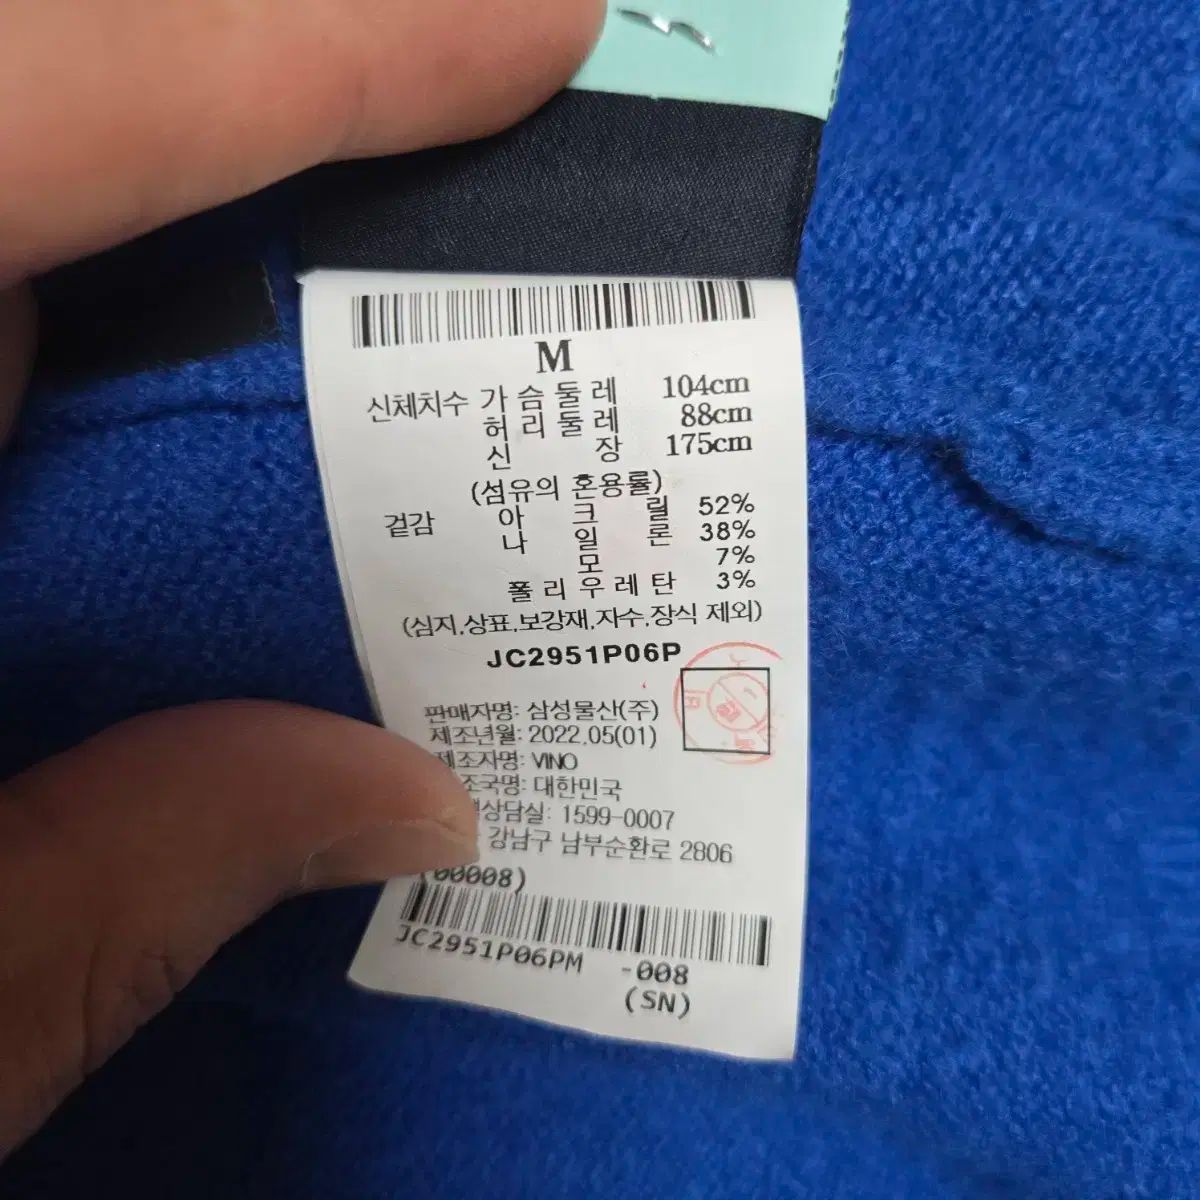 M
신체치수 가슴둘레 104cm
허리둘레 88cm
신장 175cm
(섬유의 혼용률)
겉감 아크릴 52%
나일론 38%
모 7%
폴리우레탄 3%
(심지,상표,보강재,자수,장식 제외)
JC2951P06P
판매자명: 삼성물산(주)
제조년월: 2022.05(01)
제조자명: VINO
조국명: 대한민국
상담실: 1599-0007
강남구 남부순환로 2806
(00008)
JC2951P06PM -008
(SN)